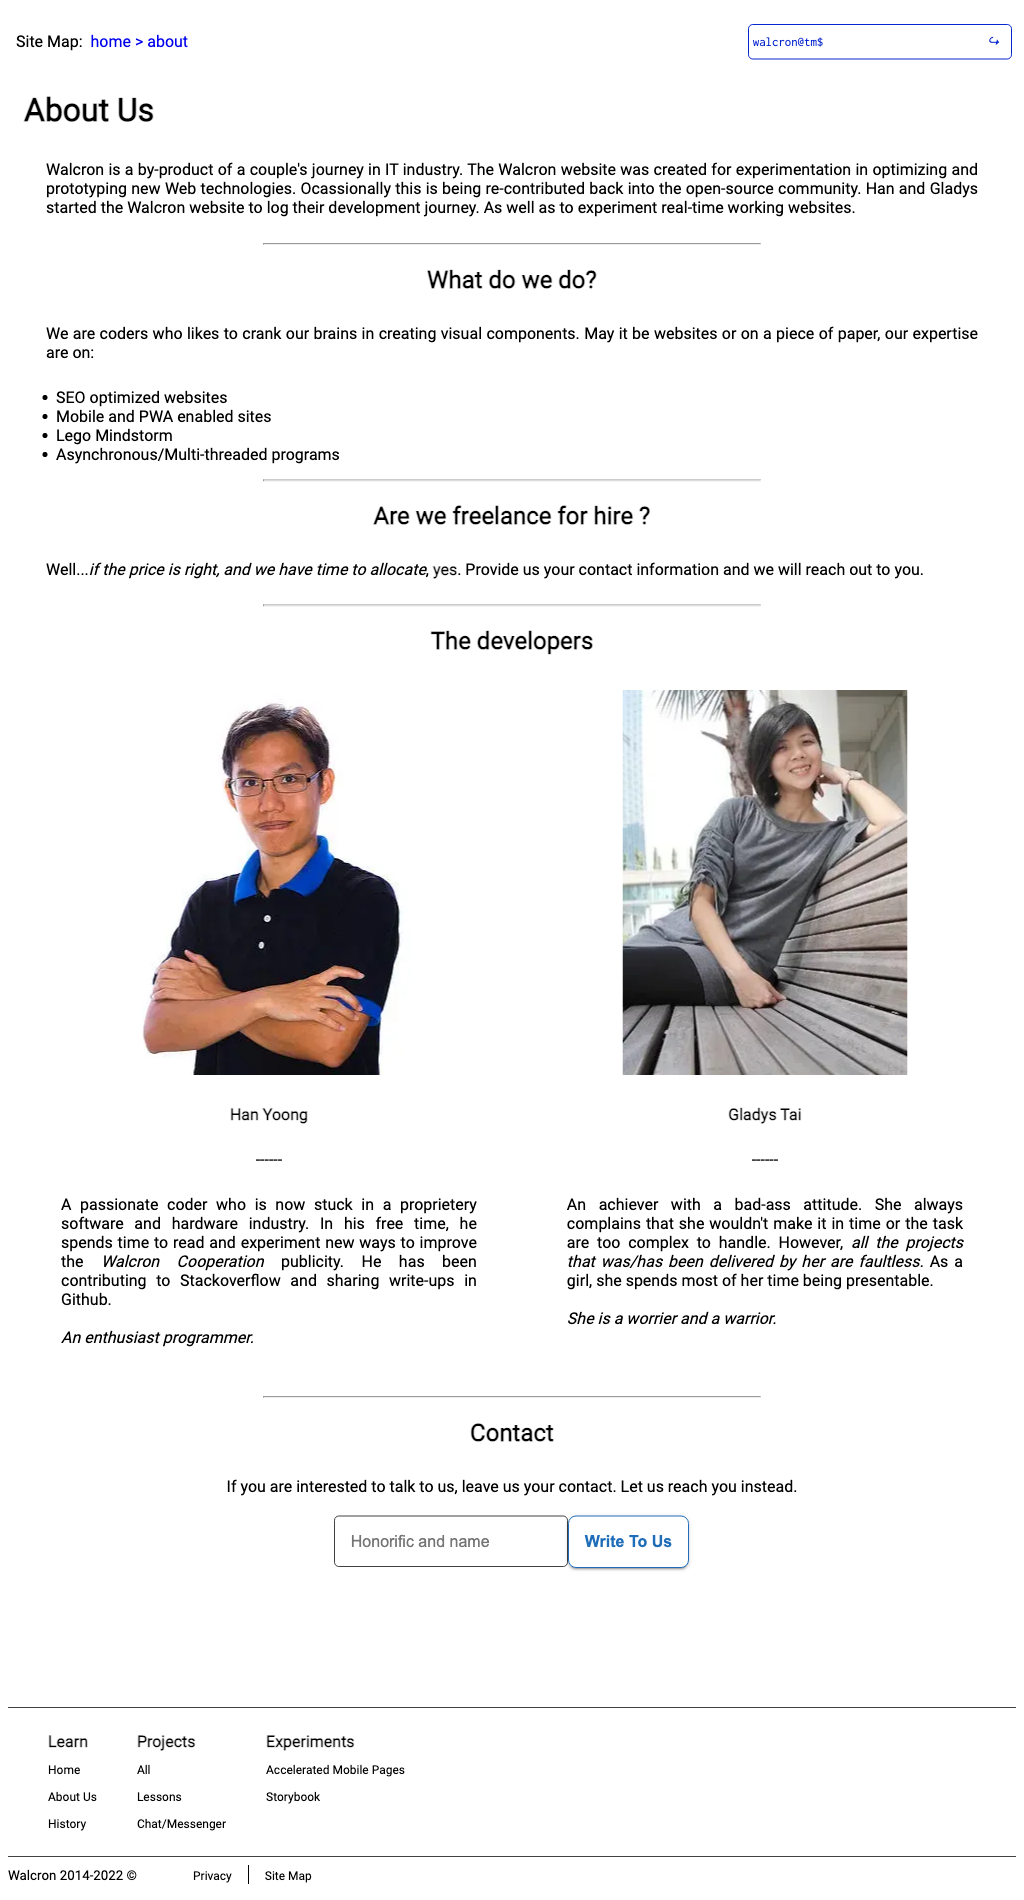 Site Map: home > about
walcron@tm$
About Us
Walcron is a by-product of a couple's journey in IT industry. The Walcron website was created for experimentation in optimizing and
prototyping new Web technologies. Ocassionally this is being re-contributed back into the open-source community. Han and Gladys
started the Walcron website to log their development journey. As well as to experiment real-time working websites.
What do we do?
We are coders who likes to crank our brains in creating visual components. May it be websites or on a piece of paper, our expertise
are on:
• SEO optimized websites
• Mobile and PWA enabled sites
• Lego Mindstorm
• Asynchronous/Multi-threaded programs
Are we freelance for hire ?
Well...if the price is right, and we have time to allocate, yes. Provide us your contact information and we will reach out to you.
The developers
Han Yoong
------
A passionate coder who is now stuck in a proprietery
software and hardware industry. In his free time, he
spends time to read and experiment new ways to improve
the Walcron Cooperation publicity. He has been
contributing to Stackoverflow and sharing write-ups in
Github.
An enthusiast programmer.
Gladys Tai
------
An achiever with a bad-ass attitude. She always
complains that she wouldn't make it in time or the task
are too complex to handle. However, all the projects
that was/has been delivered by her are faultless. As a
girl, she spends most of her time being presentable.
She is a worrier and a warrior.
Contact
If you are interested to talk to us, leave us your contact. Let us reach you instead.
Honorific and name
Write To Us
Learn
Home
About Us
History
Projects
All
Lessons
Chat/Messenger
Experiments
Accelerated Mobile Pages
Storybook
Walcron 2014-2022 ©
Privacy
Site Map